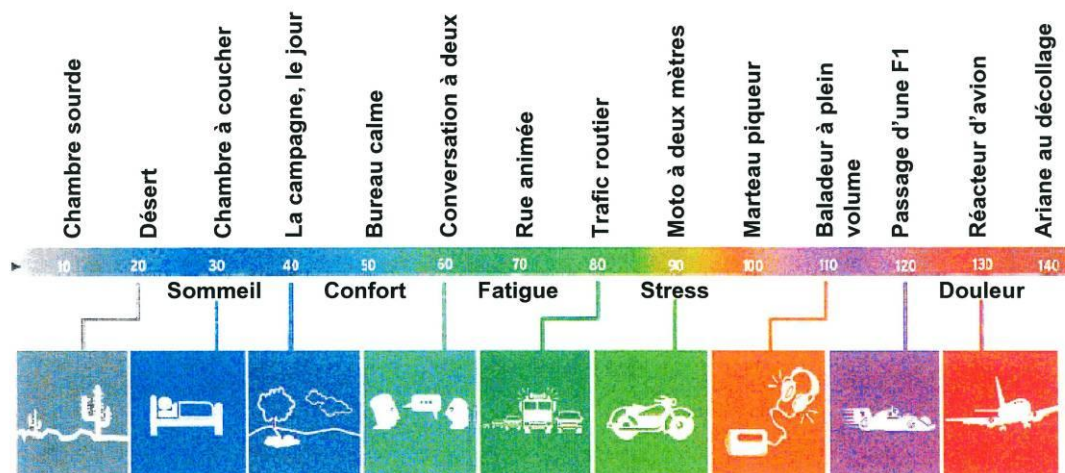 Chambre sourde
Désert
Chambre à coucher
La campagne, le jour
Bureau calme
Conversation à deux
Rue animée
Trafic routier
Moto à deux mètres
Marteau piqueur
Baladeur à plein
volume
Passage d'une F1
Réacteur d'avion
Ariane au décollage
10 20 30 40 50 60 70 80 90 100 110 120 130 140
Sommeil Confort Fatigue Stress Douleur